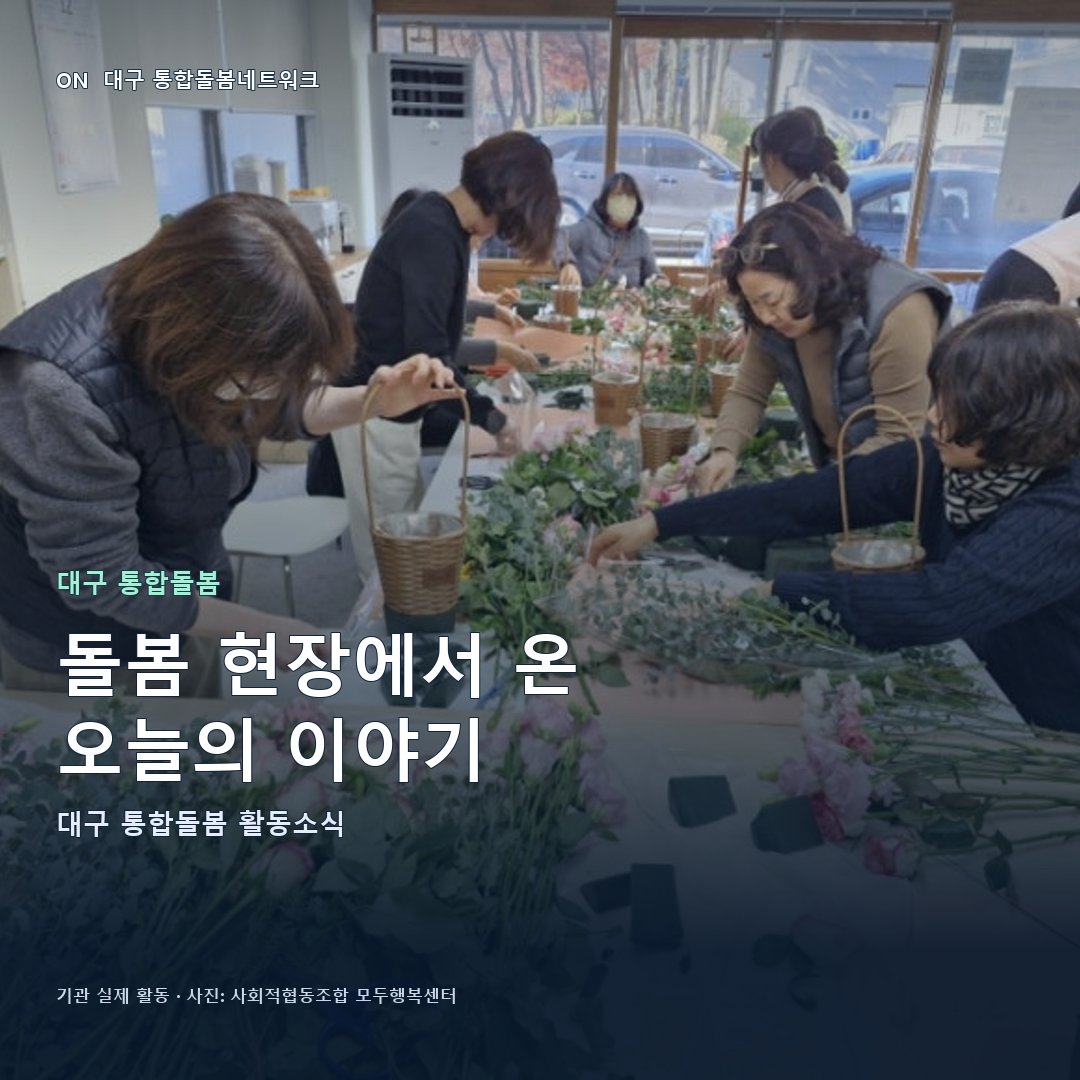 ON 대구 통합돌봄네트워크
대구 통합돌봄
돌봄 현장에서 온
오늘의 이야기
대구 통합돌봄 활동소식
기관 실제 활동 · 사진: 사회적협동조합 모두행복센터